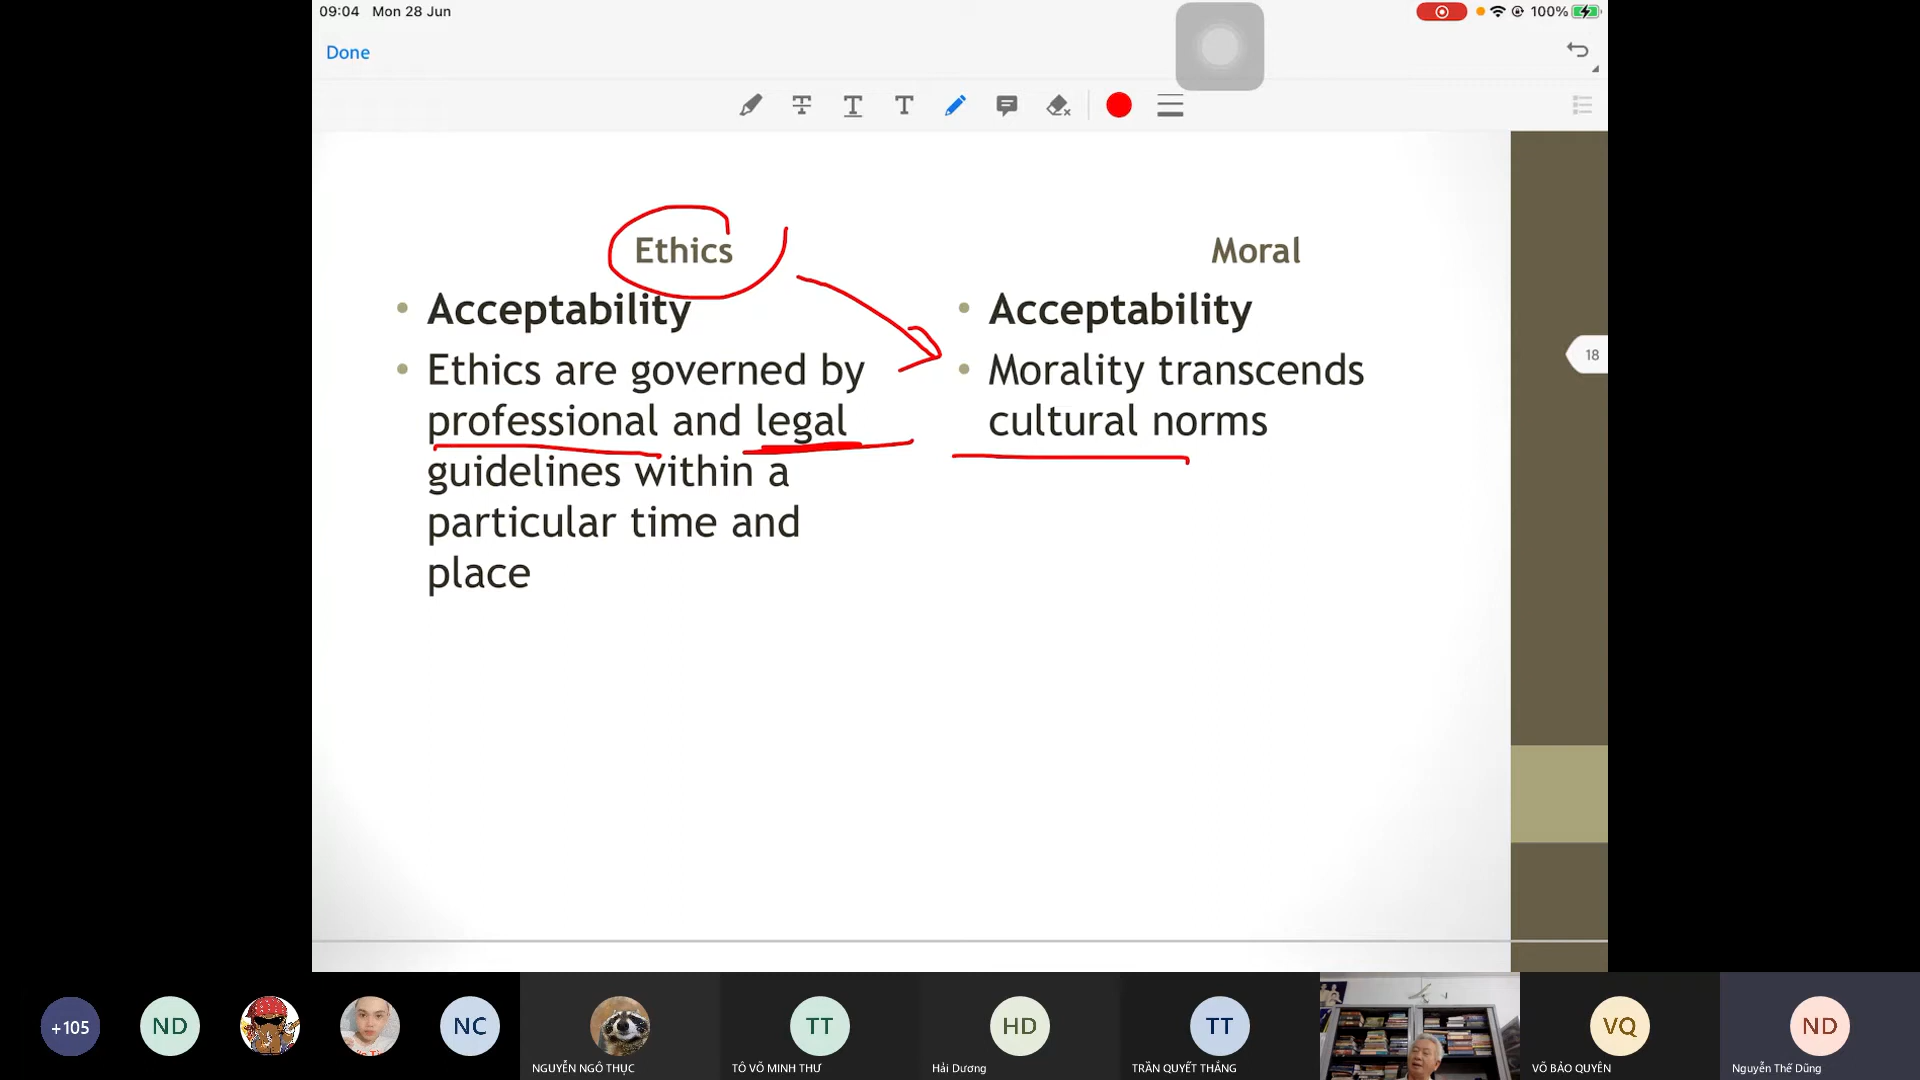 09:04 Mon 28 Jun
100%
Done
T T T
Ethics
Moral
• Acceptability
• Ethics are governed by
professional and legal
guidelines within a
particular time and
place
• Acceptability
• Morality transcends
cultural norms
18
+105
ND
NC
NGUYỄN NGÔ THỤC
TT
TÔ VÕ MINH THƯ
HD
Hải Dương
TT
TRẦN QUYẾT THẮNG
VQ
VÕ BẢO QUYÊN
ND
Nguyễn Thế Dũng